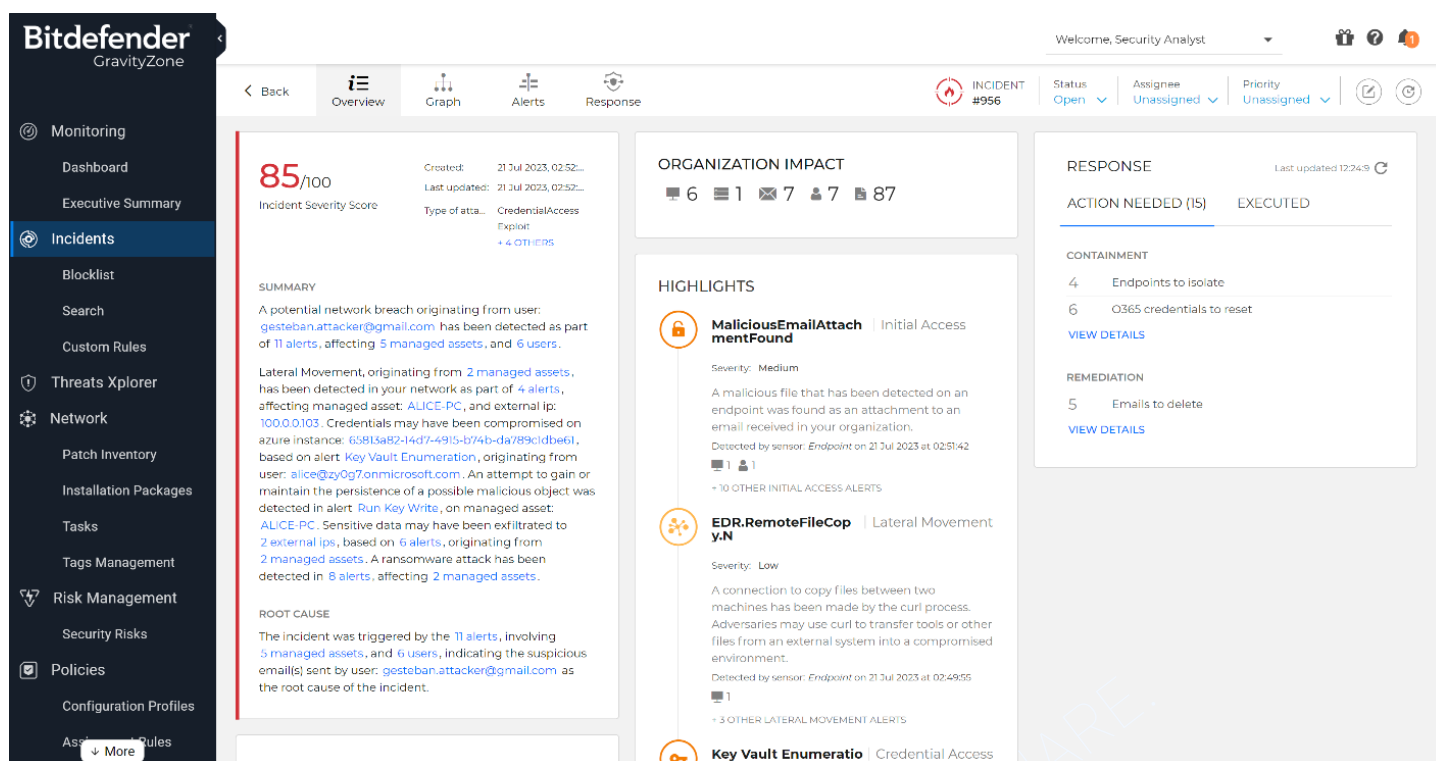 Bitdefender
GravityZone
Monitoring
Dashboard
Executive Summary
Incidents
Blocklist
Search
Custom Rules
Threats Xplorer
Network
Patch Inventory
Installation Packages
Tasks
Tags Management
Risk Management
Security Risks
Policies
Configuration Profiles
Rules
↓ More
Welcome, Security Analyst
1
Back
Overview
Graph
Alerts
Response
INCIDENT
#956
Status
Open
Assignee
Unassigned
Priority
Unassigned
85/100
Incident Severity Score
Created: 21 Jul 2023, 02:52:...
Last updated: 21 Jul 2023, 02:52:...
Type of atta... CredentialAccess
Exploit
+ 4 OTHERS
SUMMARY
A potential network breach originating from user:
gesteban.attacker@gmail.com has been detected as part
of 11 alerts, affecting 5 managed assets, and 6 users.
Lateral Movement, originating from 2 managed assets,
has been detected in your network as part of 4 alerts,
affecting managed asset: ALICE-PC, and external ip:
100.0.0.103. Credentials may have been compromised on
azure instance: 65813a82-14d7-4915-b74b-da789c1dbe61,
based on alert Key Vault Enumeration, originating from
user: alice@zy0g7.onmicrosoft.com. An attempt to gain or
maintain the persistence of a possible malicious object was
detected in alert Run Key Write, on managed asset:
ALICE-PC. Sensitive data may have been exfiltrated to
2 external ips, based on 6 alerts, originating from
2 managed assets. A ransomware attack has been
detected in 8 alerts, affecting 2 managed assets.
ROOT CAUSE
The incident was triggered by the 11 alerts, involving
5 managed assets, and 6 users, indicating the suspicious
email(s) sent by user: gesteban.attacker@gmail.com as
the root cause of the incident.
ORGANIZATION IMPACT
6 1 7 7 87
HIGHLIGHTS
MaliciousEmailAttach | Initial Access
mentFound
Severity: Medium
A malicious file that has been detected on an
endpoint was found as an attachment to an
email received in your organization.
Detected by sensor: Endpoint on 21 Jul 2023 at 02:51:42
1 1
+ 10 OTHER INITIAL ACCESS ALERTS
EDR.RemoteFileCop | Lateral Movement
y.N
Severity: Low
A connection to copy files between two
machines has been made by the curl process.
Adversaries may use curl to transfer tools or other
files from an external system into a compromised
environment.
Detected by sensor: Endpoint on 21 Jul 2023 at 02:49:55
1
+ 3 OTHER LATERAL MOVEMENT ALERTS
Key Vault Enumeratio | Credential Access
RESPONSE
Last updated 12:24:9
ACTION NEEDED (15)
EXECUTED
CONTAINMENT
4 Endpoints to isolate
6 O365 credentials to reset
VIEW DETAILS
REMEDIATION
5 Emails to delete
VIEW DETAILS